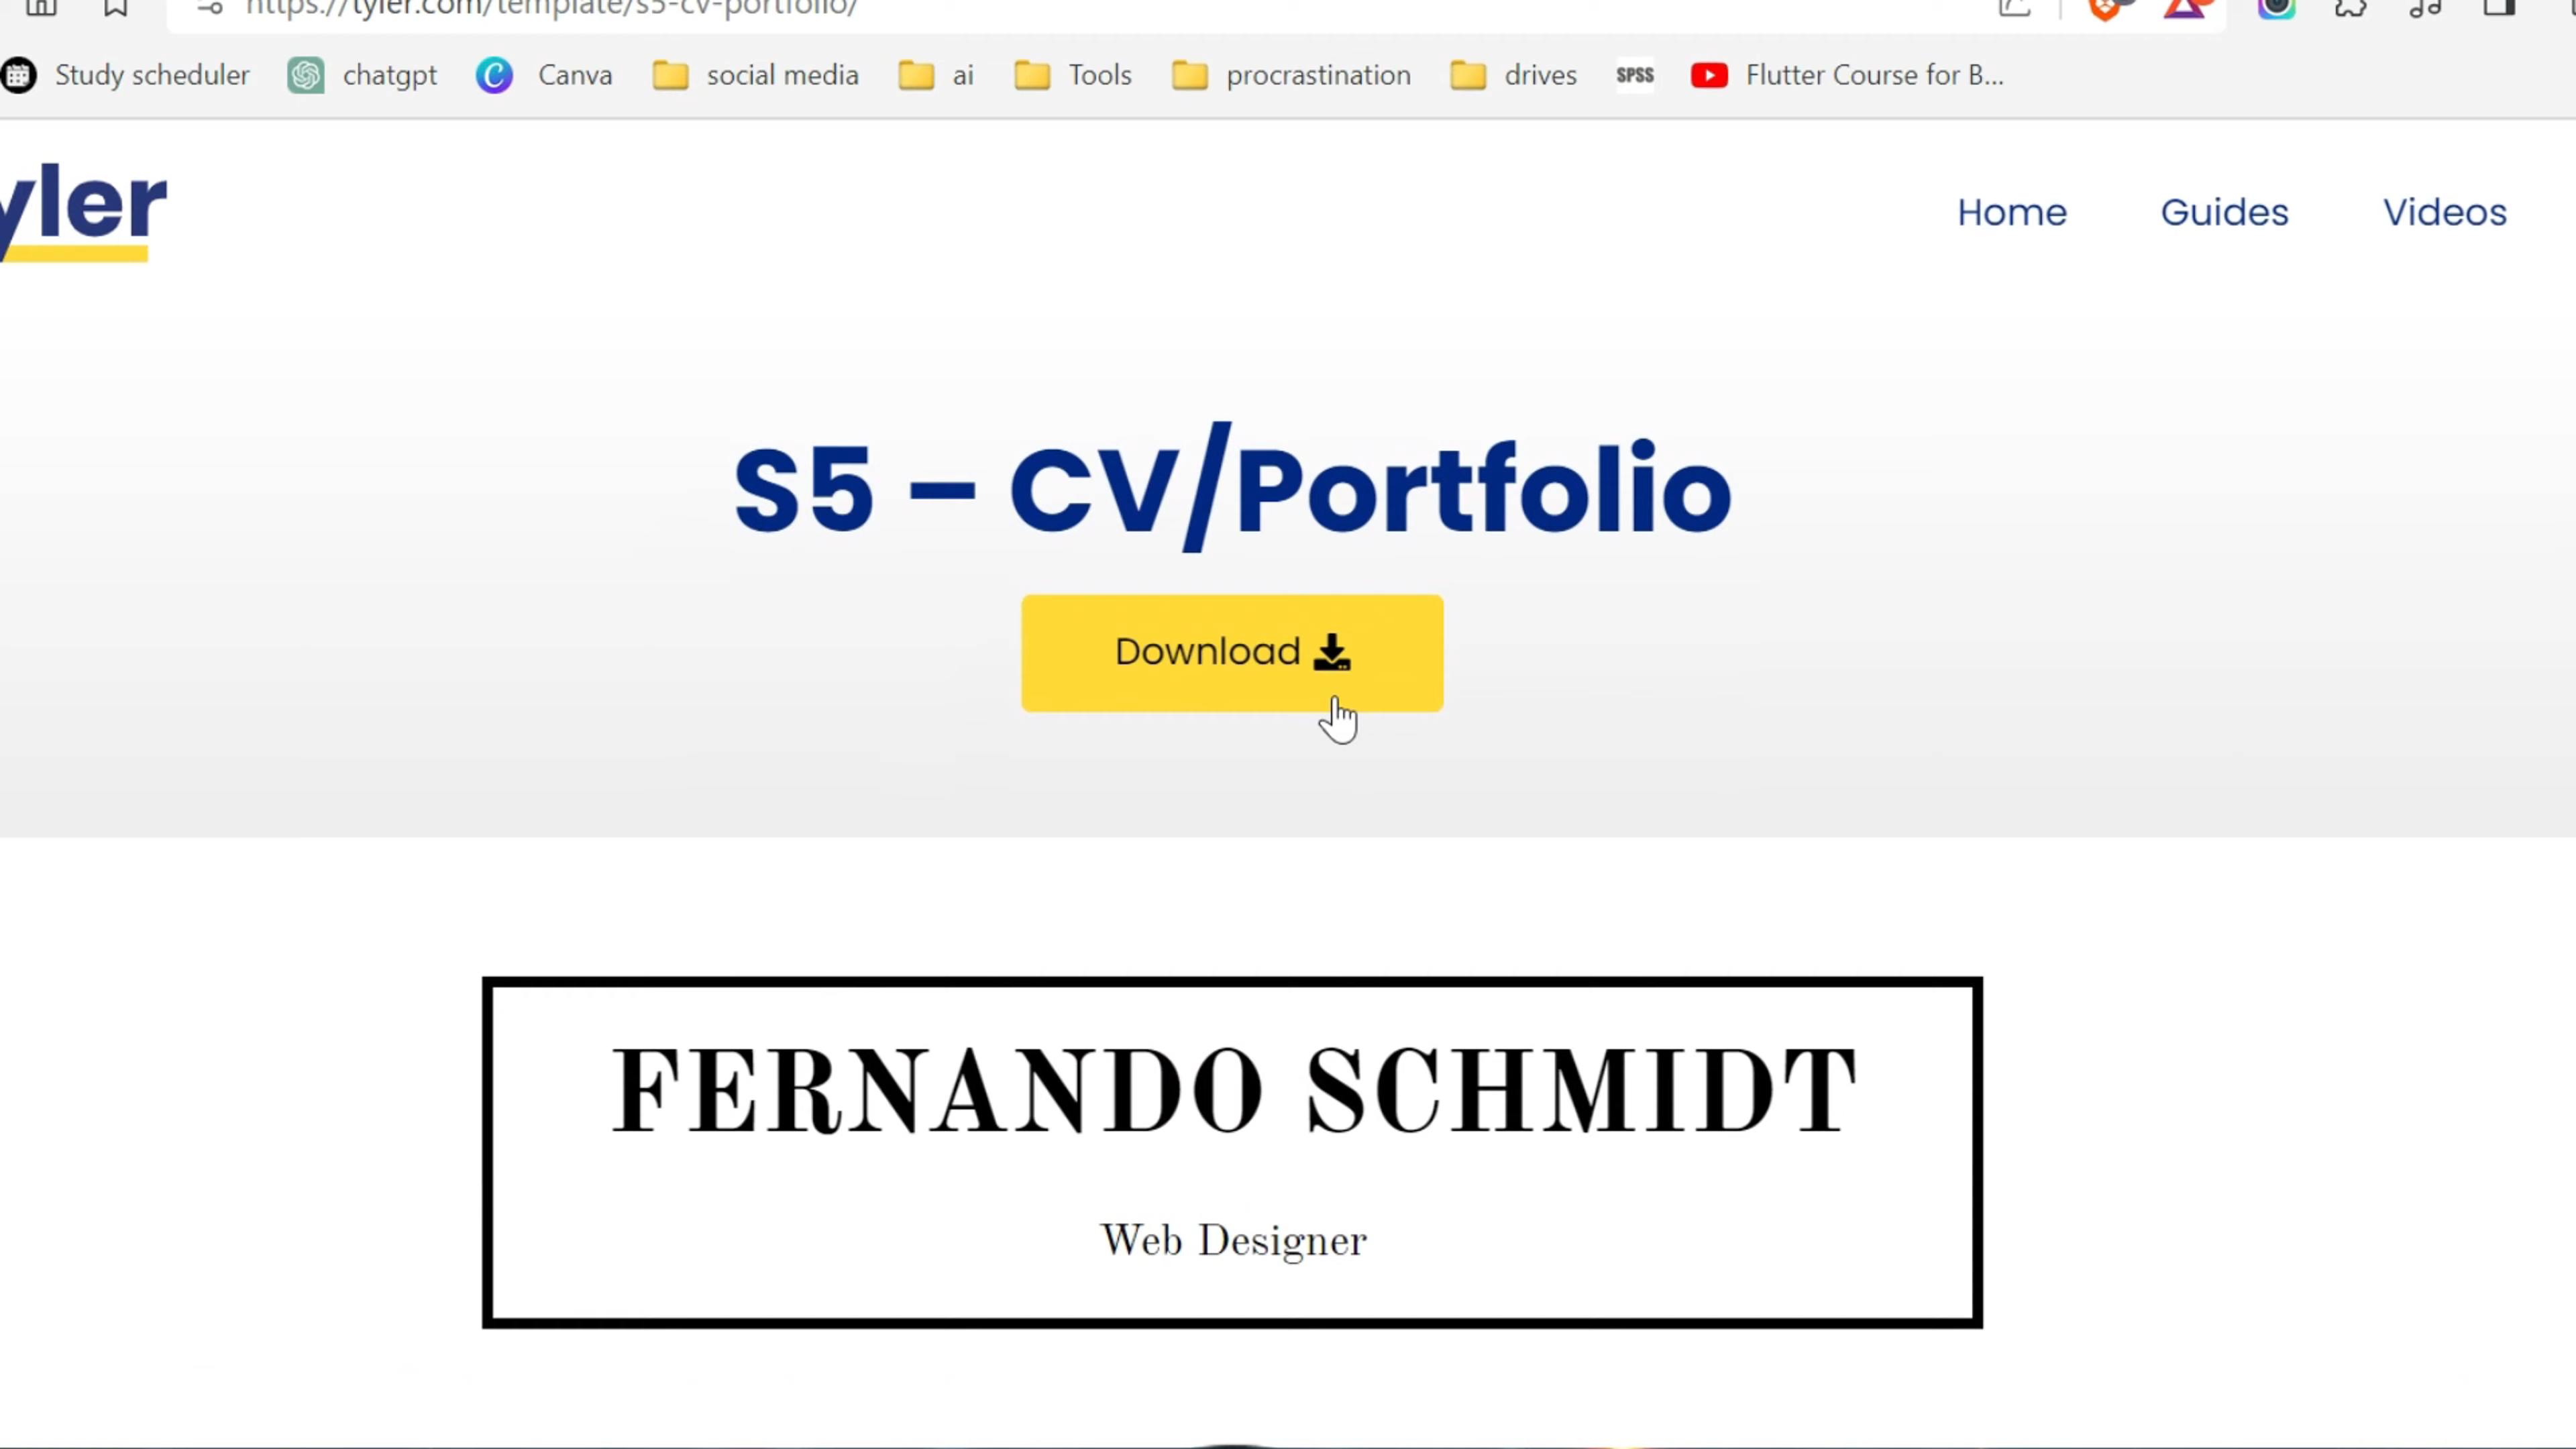 https://tyler.com/template/s5-cv-portfolio/
Study scheduler chatgpt Canva social media ai Tools procrastination drives SPSS Flutter Course for B...
yler
Home Guides Videos
S5 – CV/Portfolio
Download
FERNANDO SCHMIDT
Web Designer